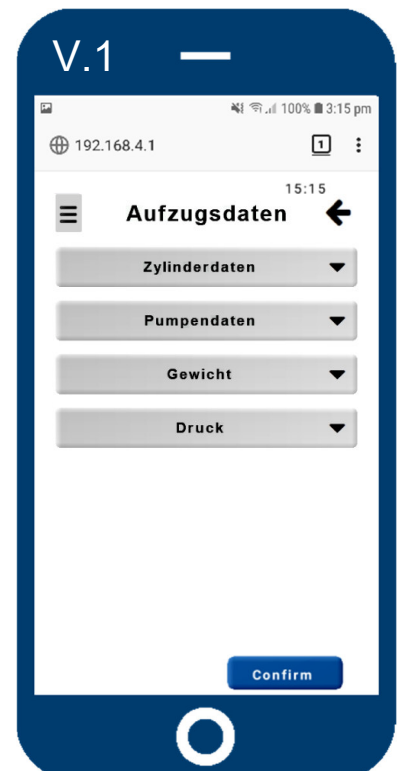 V.1
100% 3:15 pm
192.168.4.1
1
15:15
Aufzugsdaten
Zylinderdaten
Pumpendaten
Gewicht
Druck
Confirm